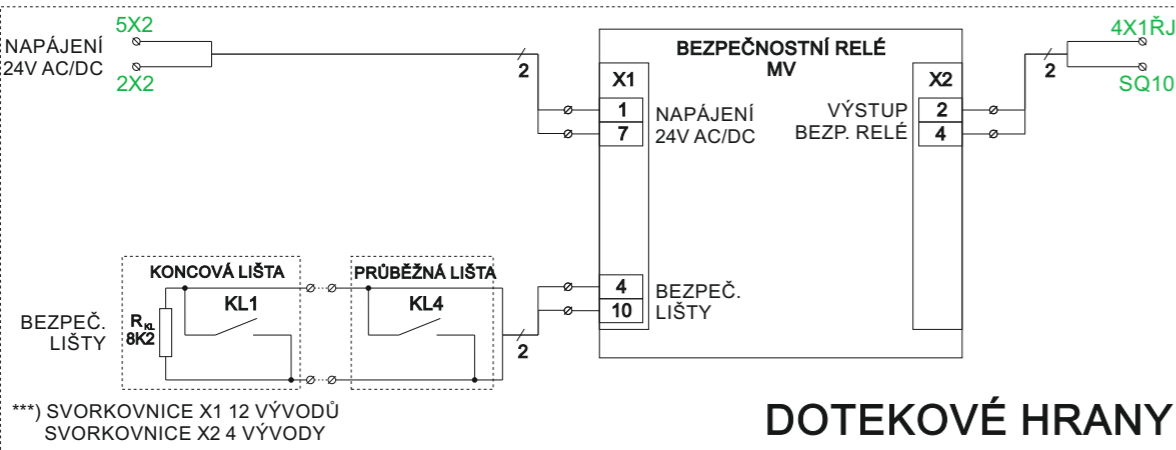 5X2
NAPÁJENÍ
24V AC/DC
2X2
2
BEZPEČNOSTNÍ RELÉ
MV
X1
1
7
NAPÁJENÍ
24V AC/DC
X2
VÝSTUP
BEZP. RELÉ
2
4
2
4X1ŘJ
SQ10
KONCOVÁ LIŠTA
PRŮBĚŽNÁ LIŠTA
KL1
KL4
BEZPEČ.
LIŠTY
RKL
8K2
2
4
10
BEZPEČ.
LIŠTY
***) SVORKOVNICE X1 12 VÝVODŮ
SVORKOVNICE X2 4 VÝVODY
DOTEKOVÉ HRANY